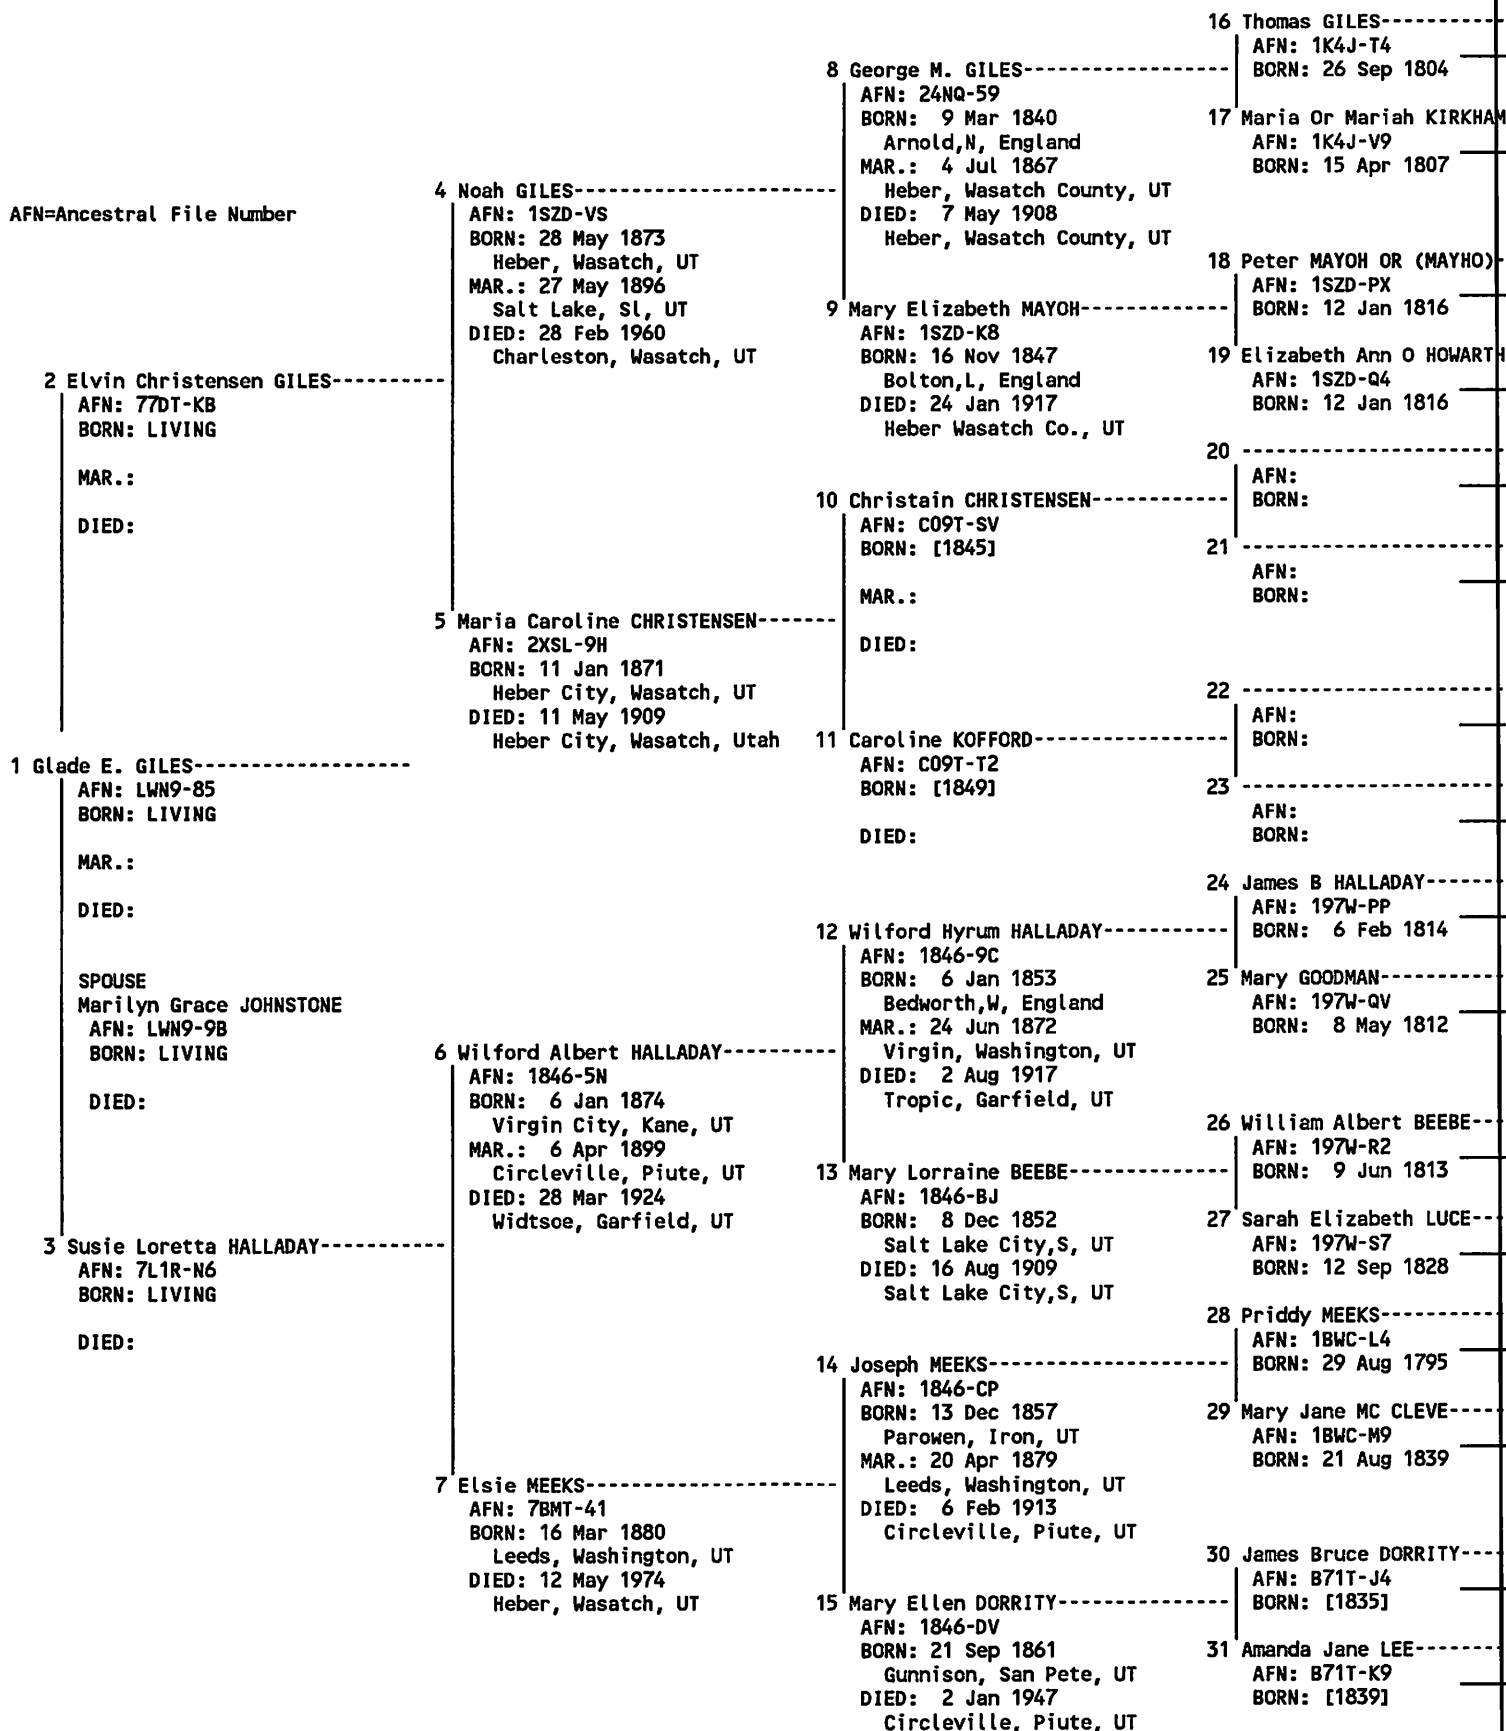 AFN=Ancestral File Number
1 Glade E. GILES------------------
AFN: LWN9-85
BORN: LIVING
MAR.:
DIED:
SPOUSE
Marilyn Grace JOHNSTONE
AFN: LWN9-9B
BORN: LIVING
DIED:
2 Elvin Christensen GILES----------
AFN: 77DT-KB
BORN: LIVING
MAR.:
DIED:
3 Susie Loretta HALLADAY-----------
AFN: 7L1R-N6
BORN: LIVING
DIED:
4 Noah GILES-----------------------
AFN: 1SZD-VS
BORN: 28 May 1873
Heber, Wasatch, UT
MAR.: 27 May 1896
Salt Lake, Sl, UT
DIED: 28 Feb 1960
Charleston, Wasatch, UT
5 Maria Caroline CHRISTENSEN-------
AFN: 2XSL-9H
BORN: 11 Jan 1871
Heber City, Wasatch, UT
DIED: 11 May 1909
Heber City, Wasatch, Utah
6 Wilford Albert HALLADAY----------
AFN: 1846-5N
BORN: 6 Jan 1874
Virgin City, Kane, UT
MAR.: 6 Apr 1899
Circleville, Piute, UT
DIED: 28 Mar 1924
Widtsoe, Garfield, UT
7 Elsie MEEKS----------------------
AFN: 7BMT-41
BORN: 16 Mar 1880
Leeds, Washington, UT
DIED: 12 May 1974
Heber, Wasatch, UT
8 George M. GILES------------------
AFN: 24NQ-59
BORN: 9 Mar 1840
Arnold,N, England
MAR.: 4 Jul 1867
Heber, Wasatch County, UT
DIED: 7 May 1908
Heber, Wasatch County, UT
9 Mary Elizabeth MAYOH-------------
AFN: 1SZD-K8
BORN: 16 Nov 1847
Bolton,L, England
DIED: 24 Jan 1917
Heber Wasatch Co., UT
10 Christain CHRISTENSEN------------
AFN: C09T-SV
BORN: [1845]
MAR.:
DIED:
11 Caroline KOFFORD-----------------
AFN: C09T-T2
BORN: [1849]
DIED:
12 Wilford Hyrum HALLADAY-----------
AFN: 1846-9C
BORN: 6 Jan 1853
Bedworth,W, England
MAR.: 24 Jun 1872
Virgin, Washington, UT
DIED: 2 Aug 1917
Tropic, Garfield, UT
13 Mary Lorraine BEEBE--------------
AFN: 1846-BJ
BORN: 8 Dec 1852
Salt Lake City,S, UT
DIED: 16 Aug 1909
Salt Lake City,S, UT
14 Joseph MEEKS---------------------
AFN: 1846-CP
BORN: 13 Dec 1857
Parowen, Iron, UT
MAR.: 20 Apr 1879
Leeds, Washington, UT
DIED: 6 Feb 1913
Circleville, Piute, UT
15 Mary Ellen DORRITY---------------
AFN: 1846-DV
BORN: 21 Sep 1861
Gunnison, San Pete, UT
DIED: 2 Jan 1947
Circleville, Piute, UT
16 Thomas GILES----------
AFN: 1K4J-T4
BORN: 26 Sep 1804
17 Maria Or Mariah KIRKHAM
AFN: 1K4J-V9
BORN: 15 Apr 1807
18 Peter MAYOH OR (MAYHO)-
AFN: 1SZD-PX
BORN: 12 Jan 1816
19 Elizabeth Ann O HOWARTH
AFN: 1SZD-Q4
BORN: 12 Jan 1816
20 -----------------------
AFN:
BORN:
21 -----------------------
AFN:
BORN:
22 -----------------------
AFN:
BORN:
23 -----------------------
AFN:
BORN:
24 James B HALLADAY-------
AFN: 197W-PP
BORN: 6 Feb 1814
25 Mary GOODMAN-----------
AFN: 197W-QV
BORN: 8 May 1812
26 William Albert BEEBE---
AFN: 197W-R2
BORN: 9 Jun 1813
27 Sarah Elizabeth LUCE---
AFN: 197W-S7
BORN: 12 Sep 1828
28 Priddy MEEKS-----------
AFN: 1BWC-L4
BORN: 29 Aug 1795
29 Mary Jane MC CLEVE-----
AFN: 1BWC-M9
BORN: 21 Aug 1839
30 James Bruce DORRITY----
AFN: B71T-J4
BORN: [1835]
31 Amanda Jane LEE--------
AFN: B71T-K9
BORN: [1839]